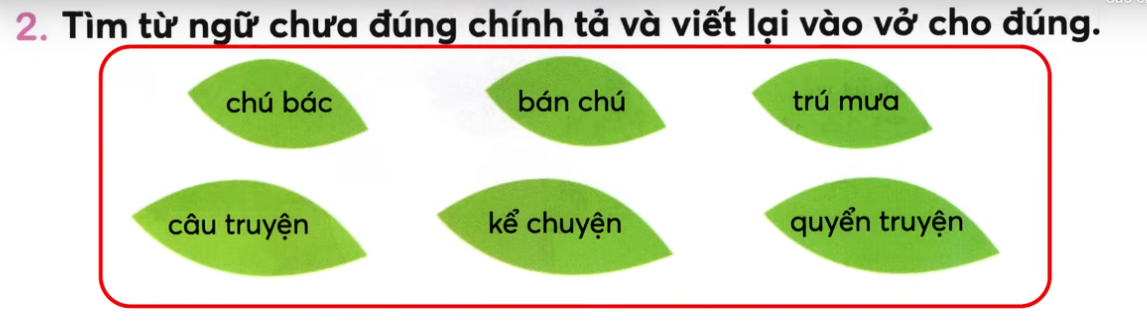 2. Tìm từ ngữ chưa đúng chính tả và viết lại vào vở cho đúng.
chú bác bán chú trú mưa
câu truyện kể chuyện quyển truyện